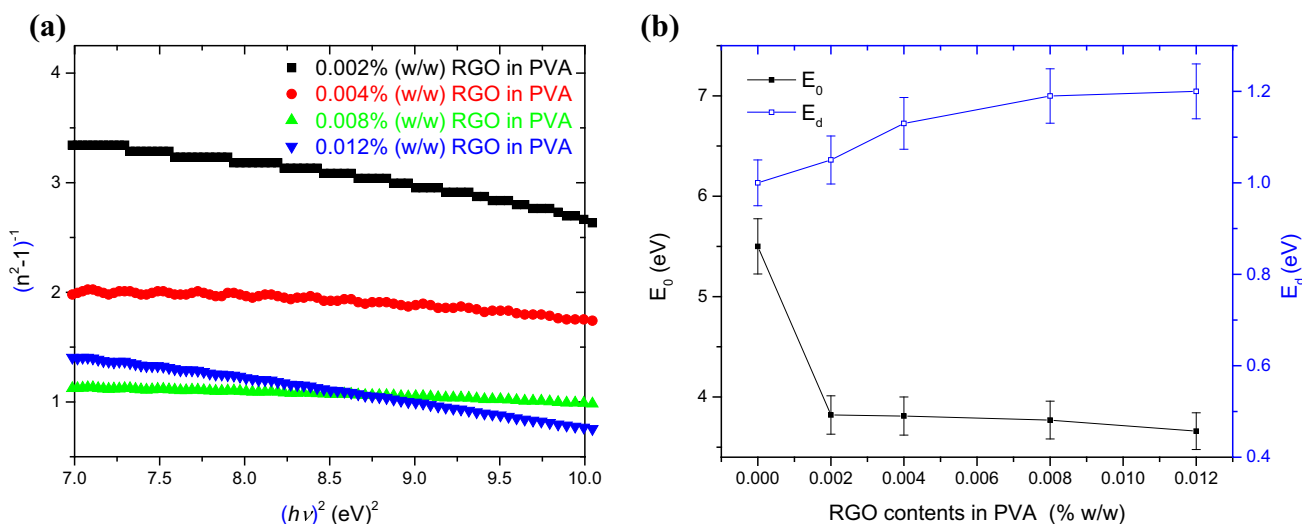 (a)
4
3
2
1
(n²-1)⁻¹
0.002% (w/w) RGO in PVA
0.004% (w/w) RGO in PVA
0.008% (w/w) RGO in PVA
0.012% (w/w) RGO in PVA
7.0 7.5 8.0 8.5 9.0 9.5 10.0
(hν)² (eV)²
(b)
7
6
5
4
E₀ (eV)
E₀
E_d
1.2
1.0
0.8
0.6
0.4
E_d (eV)
0.000 0.002 0.004 0.006 0.008 0.010 0.012
RGO contents in PVA (% w/w)